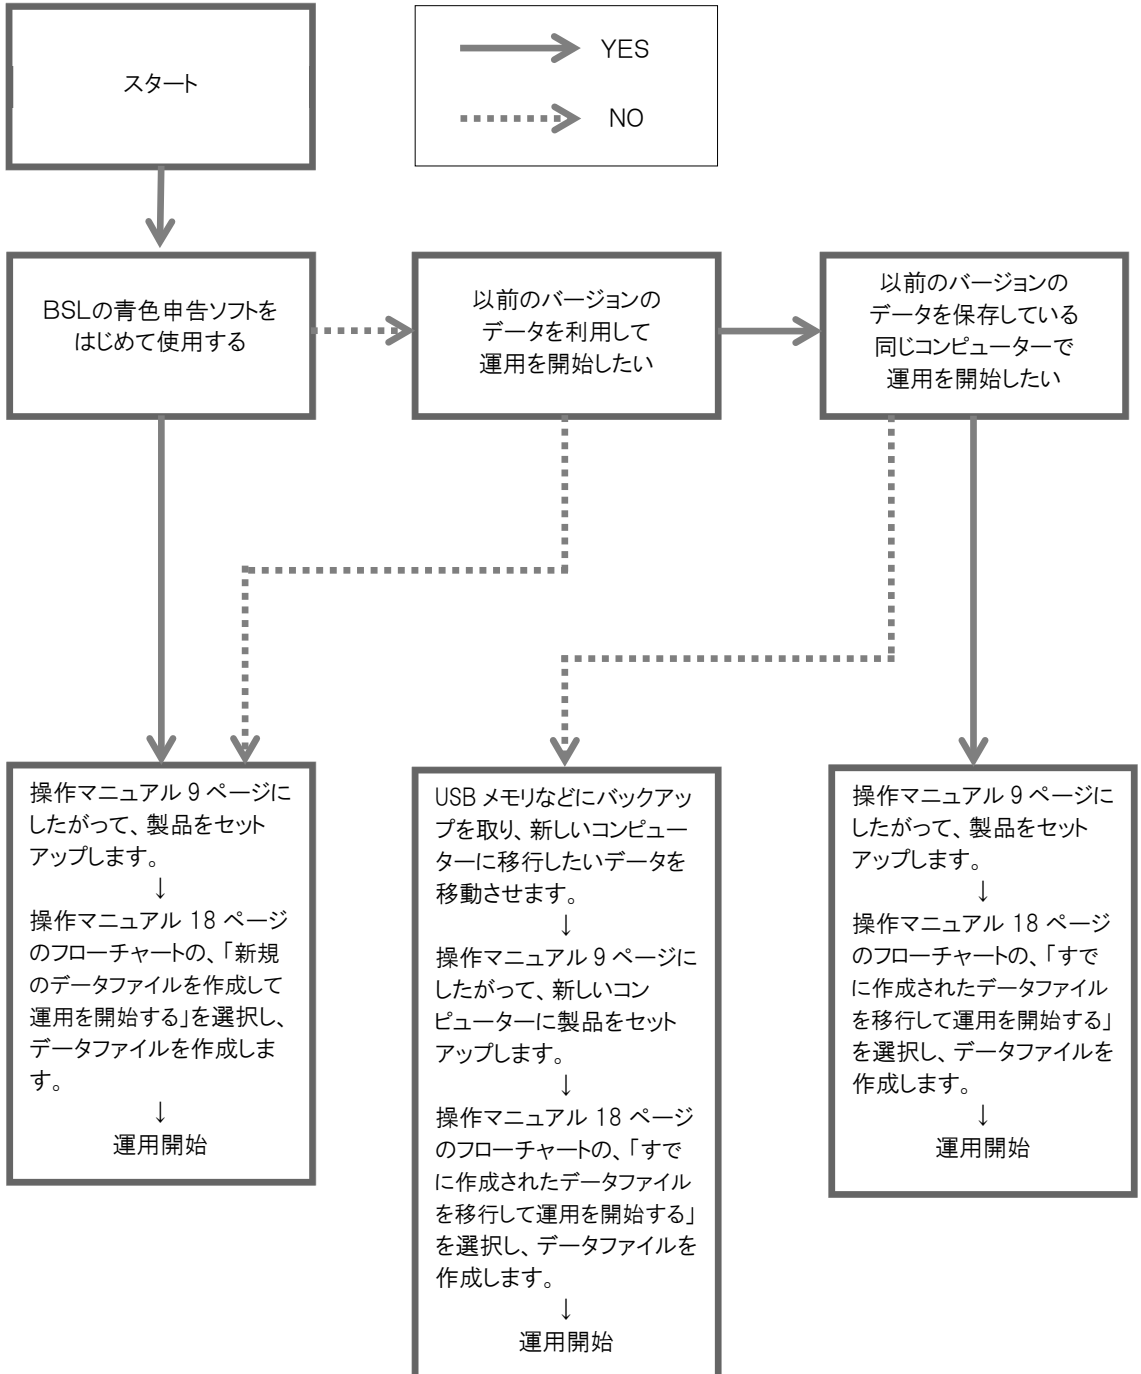 スタート
YES
NO
BSLの青色申告ソフトを
はじめて使用する
以前のバージョンの
データを利用して
運用を開始したい
以前のバージョンの
データを保存している
同じコンピューターで
運用を開始したい
操作マニュアル 9 ページに
したがって、製品をセット
アップします。
↓
操作マニュアル 18 ページ
のフローチャートの、「新規
のデータファイルを作成して
運用を開始する」を選択し、
データファイルを作成しま
す。
↓
運用開始
USB メモリなどにバックアッ
プを取り、新しいコンピュー
ターに移行したいデータを
移動させます。
↓
操作マニュアル 9 ページに
したがって、新しいコン
ピューターに製品をセット
アップします。
↓
操作マニュアル 18 ページ
のフローチャートの、「すで
に作成されたデータファイル
を移行して運用を開始する」
を選択し、データファイルを
作成します。
↓
運用開始
操作マニュアル 9 ページに
したがって、製品をセット
アップします。
↓
操作マニュアル 18 ページ
のフローチャートの、「すで
に作成されたデータファイル
を移行して運用を開始する」
を選択し、データファイルを
作成します。
↓
運用開始